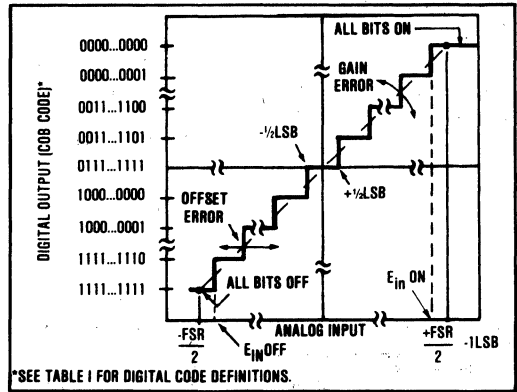 ALL BITS ON
0000...0000
0000...0001
GAIN
ERROR
0011...1100
0011...1101
-½LSB
0111...1111
+½LSB
DIGITAL OUTPUT (COB CODE)*
1000...0000
OFFSET
ERROR
1000...0001
1111...1110
ALL BITS OFF
1111...1111
Ein ON
-FSR
2
EIN OFF
ANALOG INPUT
+FSR
2
-1LSB
*SEE TABLE I FOR DIGITAL CODE DEFINITIONS.